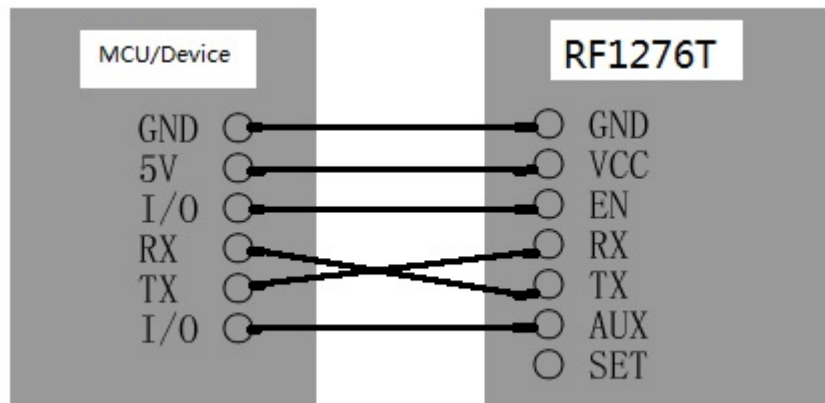 MCU/Device
GND
5V
I/O
RX
TX
I/O
RF1276T
GND
VCC
EN
RX
TX
AUX
SET